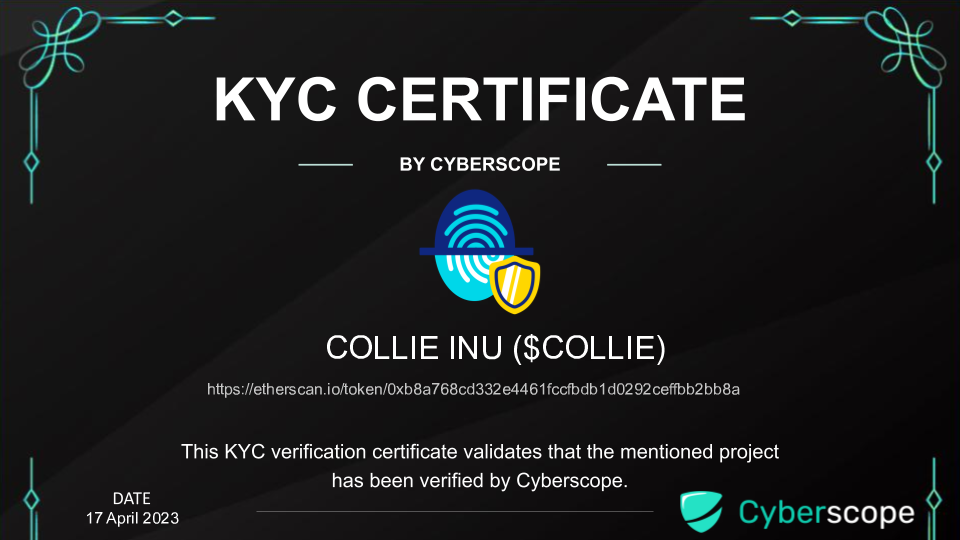 KYC CERTIFICATE
BY CYBERSCOPE
COLLIE INU ($COLLIE)
https://etherscan.io/token/0xb8a768cd332e4461fccfbdb1d0292ceffbb2bb8a
This KYC verification certificate validates that the mentioned project
has been verified by Cyberscope.
DATE
17 April 2023
Cyberscope